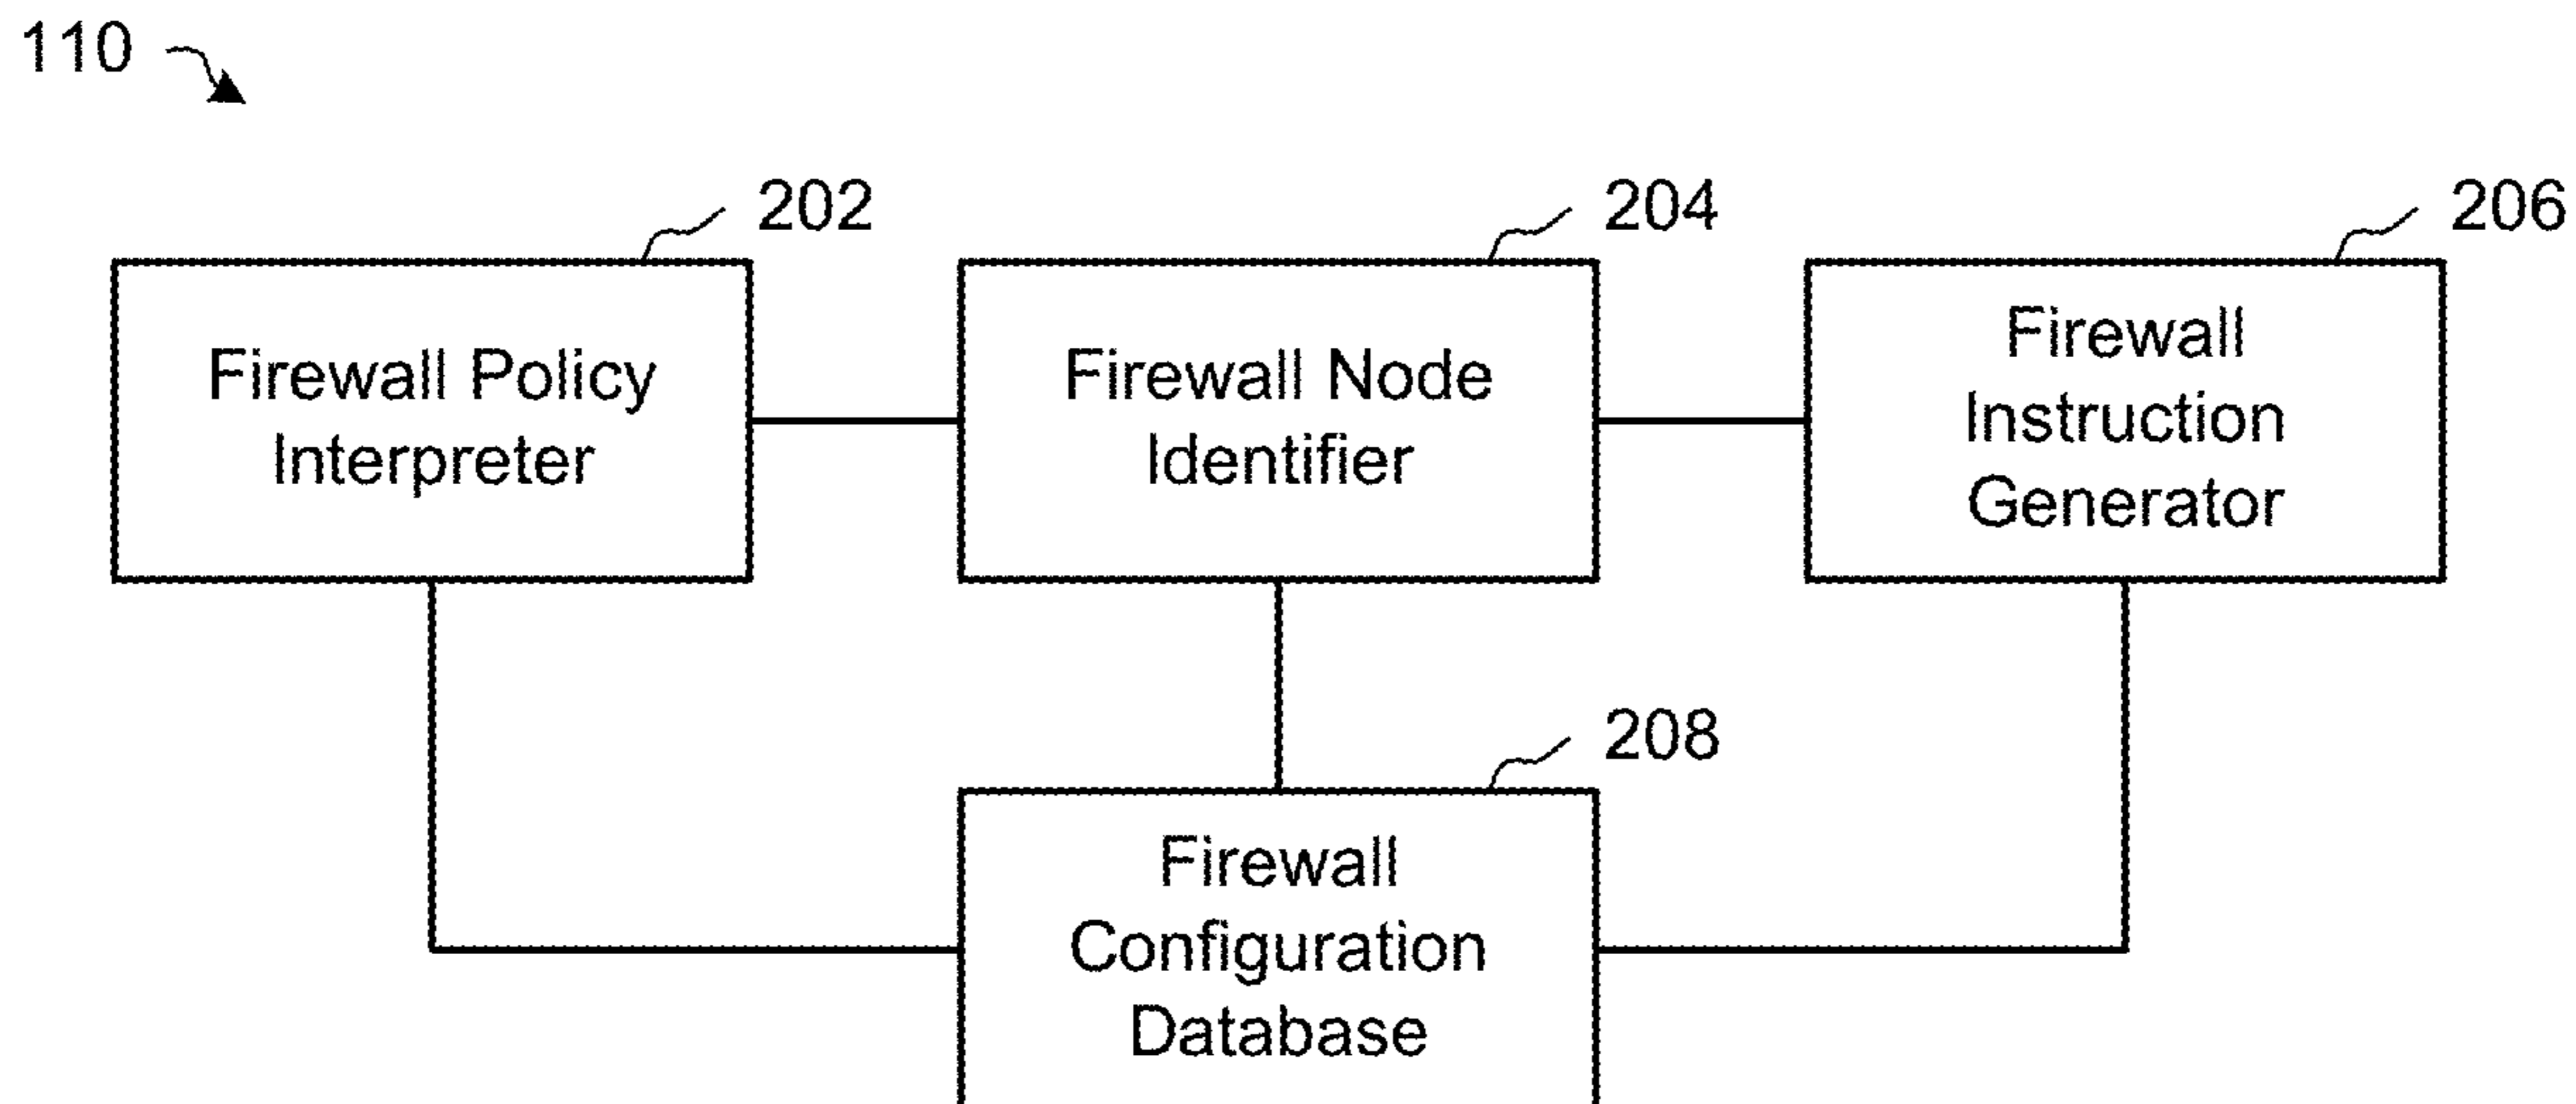 110
202
204
206
Firewall Policy
Interpreter
Firewall Node
Identifier
Firewall
Instruction
Generator
208
Firewall
Configuration
Database